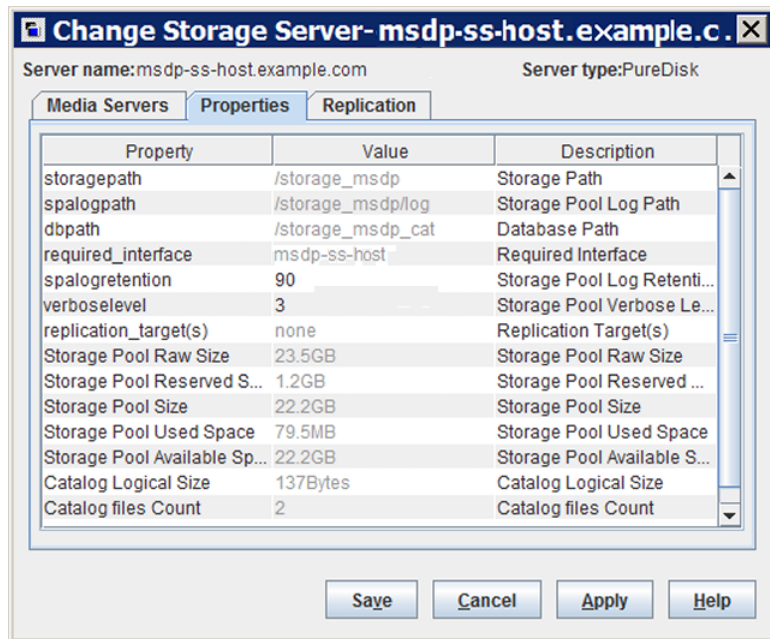 Change Storage Server-msdp-ss-host.example.c.
Server name:msdp-ss-host.example.com Server type:PureDisk
Media Servers Properties Replication
Property Value Description
storagepath /storage_msdp Storage Path
spalogpath /storage_msdp/log Storage Pool Log Path
dbpath /storage_msdp_cat Database Path
required_interface msdp-ss-host Required Interface
spalogretention 90 Storage Pool Log Retenti...
verboselevel 3 Storage Pool Verbose Le...
replication_target(s) none Replication Target(s)
Storage Pool Raw Size 23.5GB Storage Pool Raw Size
Storage Pool Reserved S... 1.2GB Storage Pool Reserved ...
Storage Pool Size 22.2GB Storage Pool Size
Storage Pool Used Space 79.5MB Storage Pool Used Space
Storage Pool Available Sp... 22.2GB Storage Pool Available S...
Catalog Logical Size 137Bytes Catalog Logical Size
Catalog files Count 2 Catalog files Count
Save Cancel Apply Help